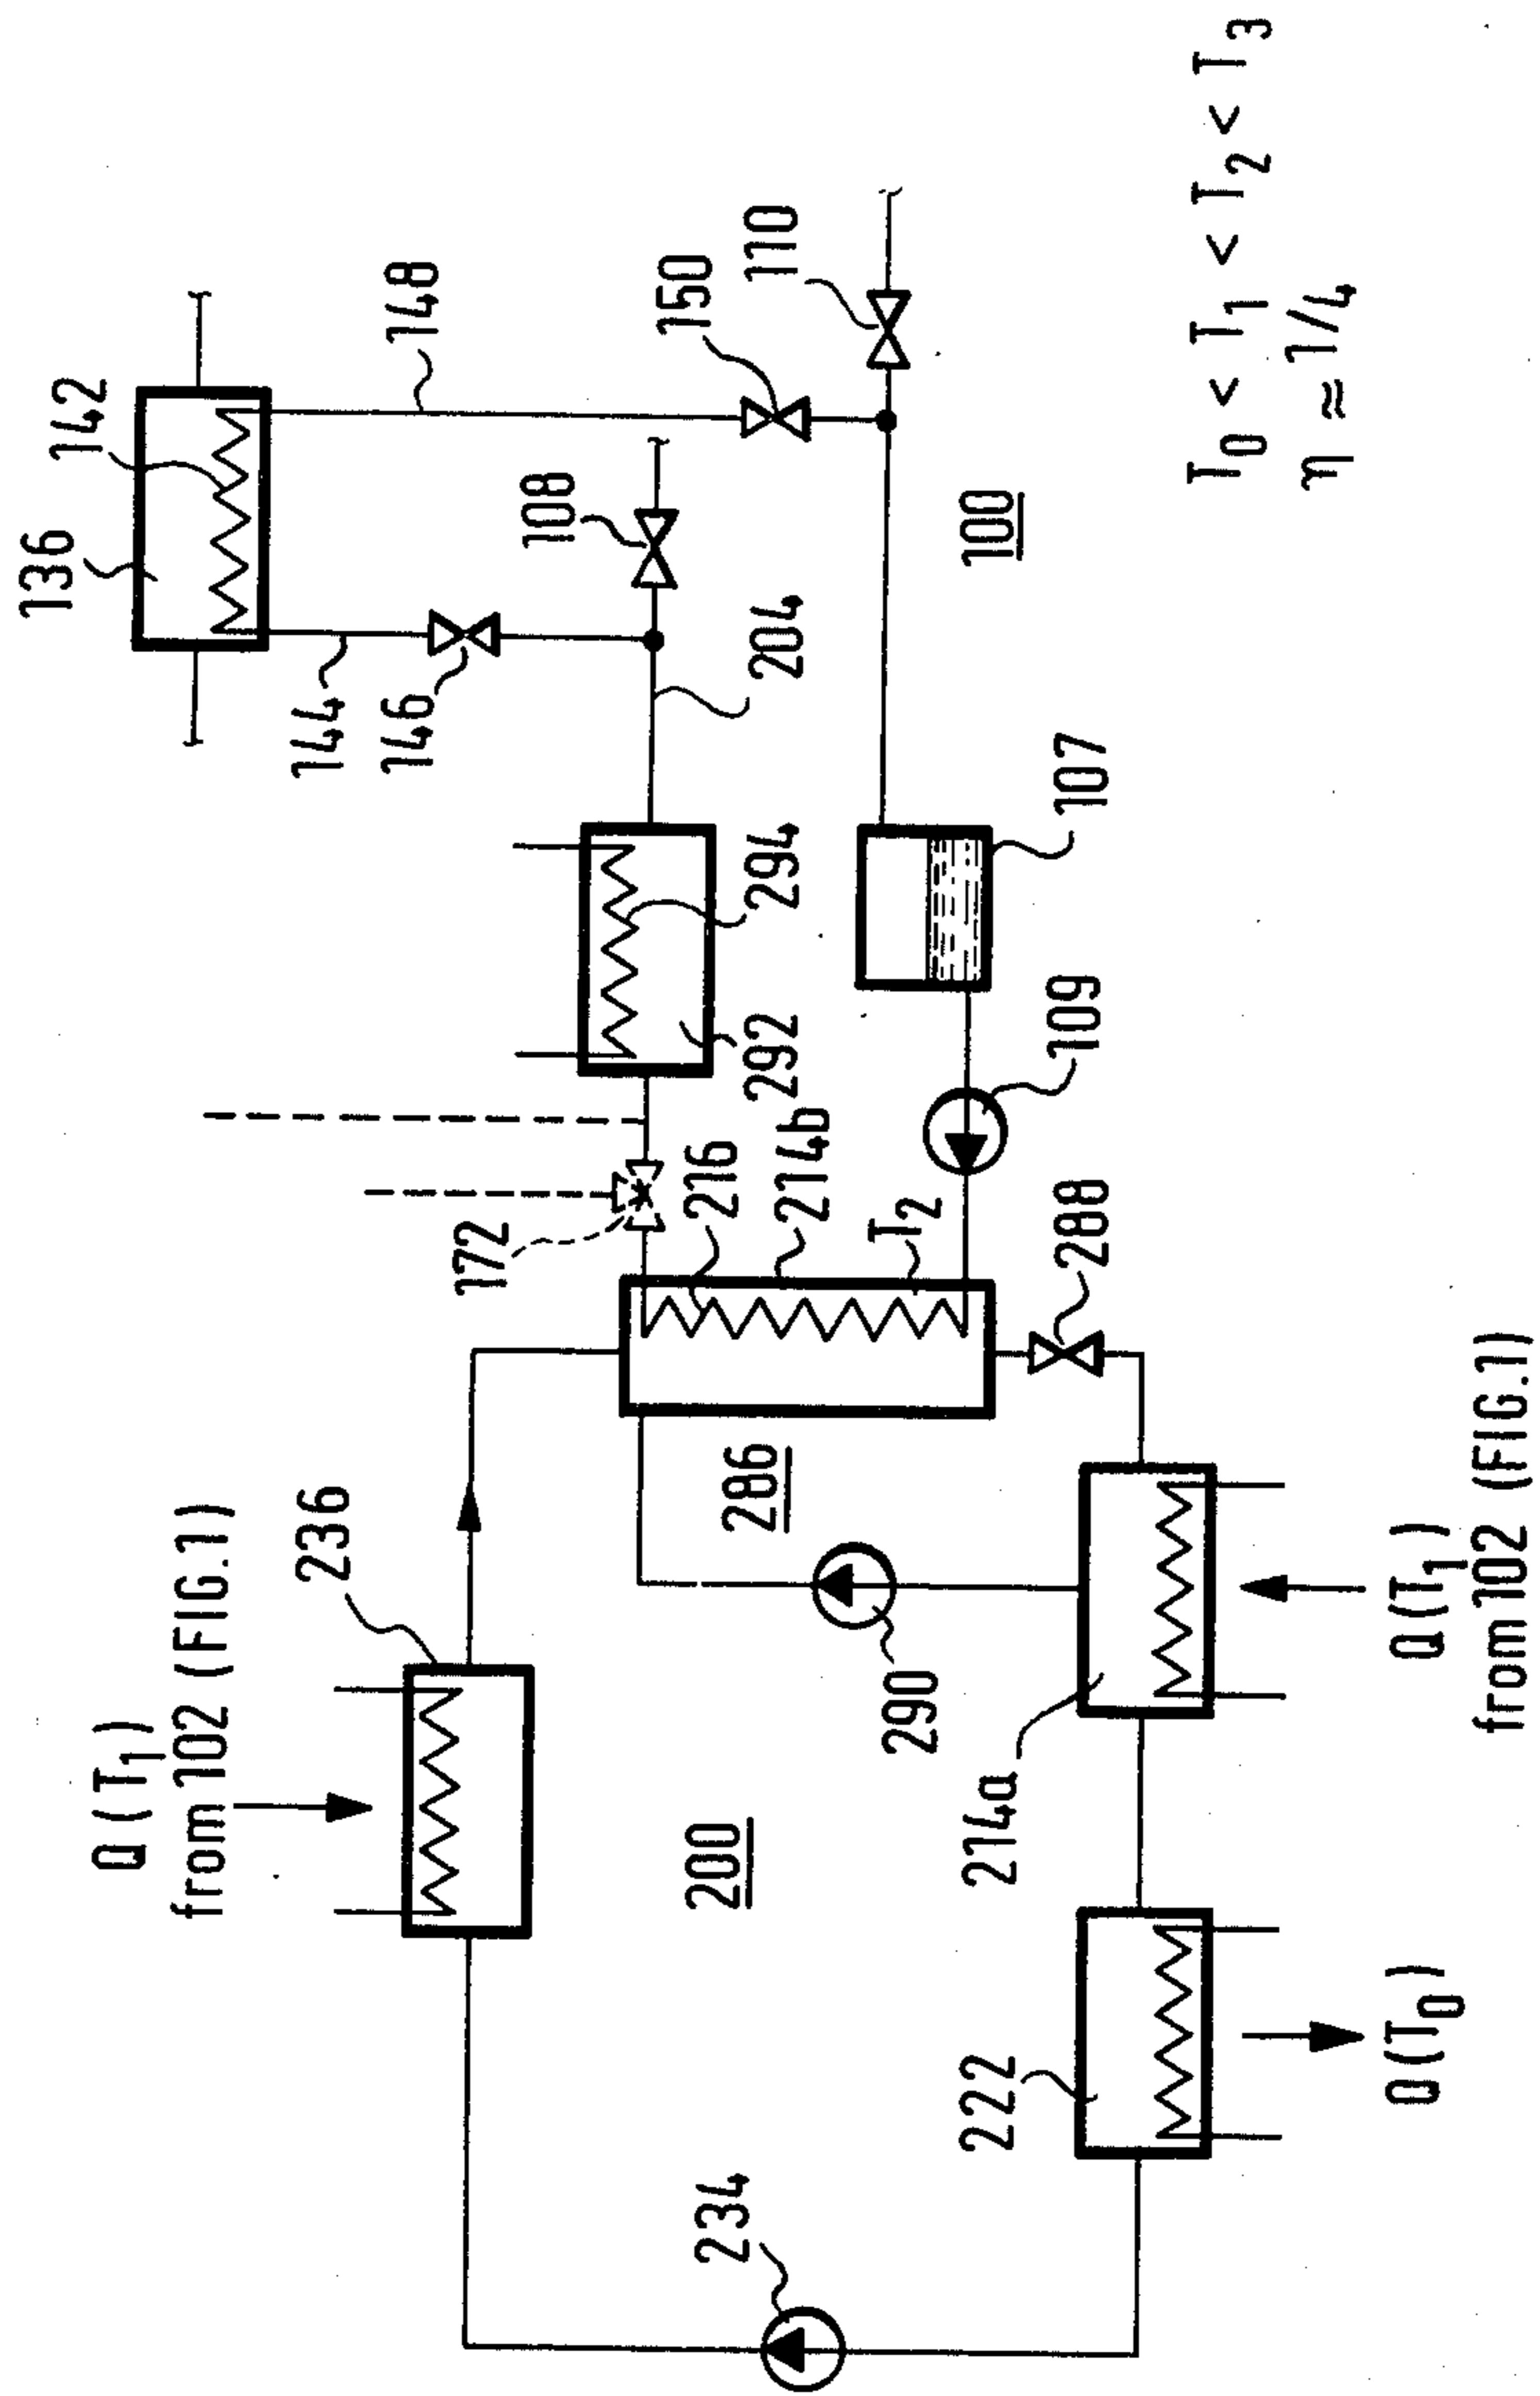 136
142
148
144
146
108
150
110
204
100
T0 < T1 < T2 < T3
η ≈ 1/4
294
292
107
109
172
216
214b
T2
288
Q(T1)
from 102 (FIG.1)
236
286
290
200
214a
Q(T1)
from 102 (FIG.1)
222
Q(T0)
234